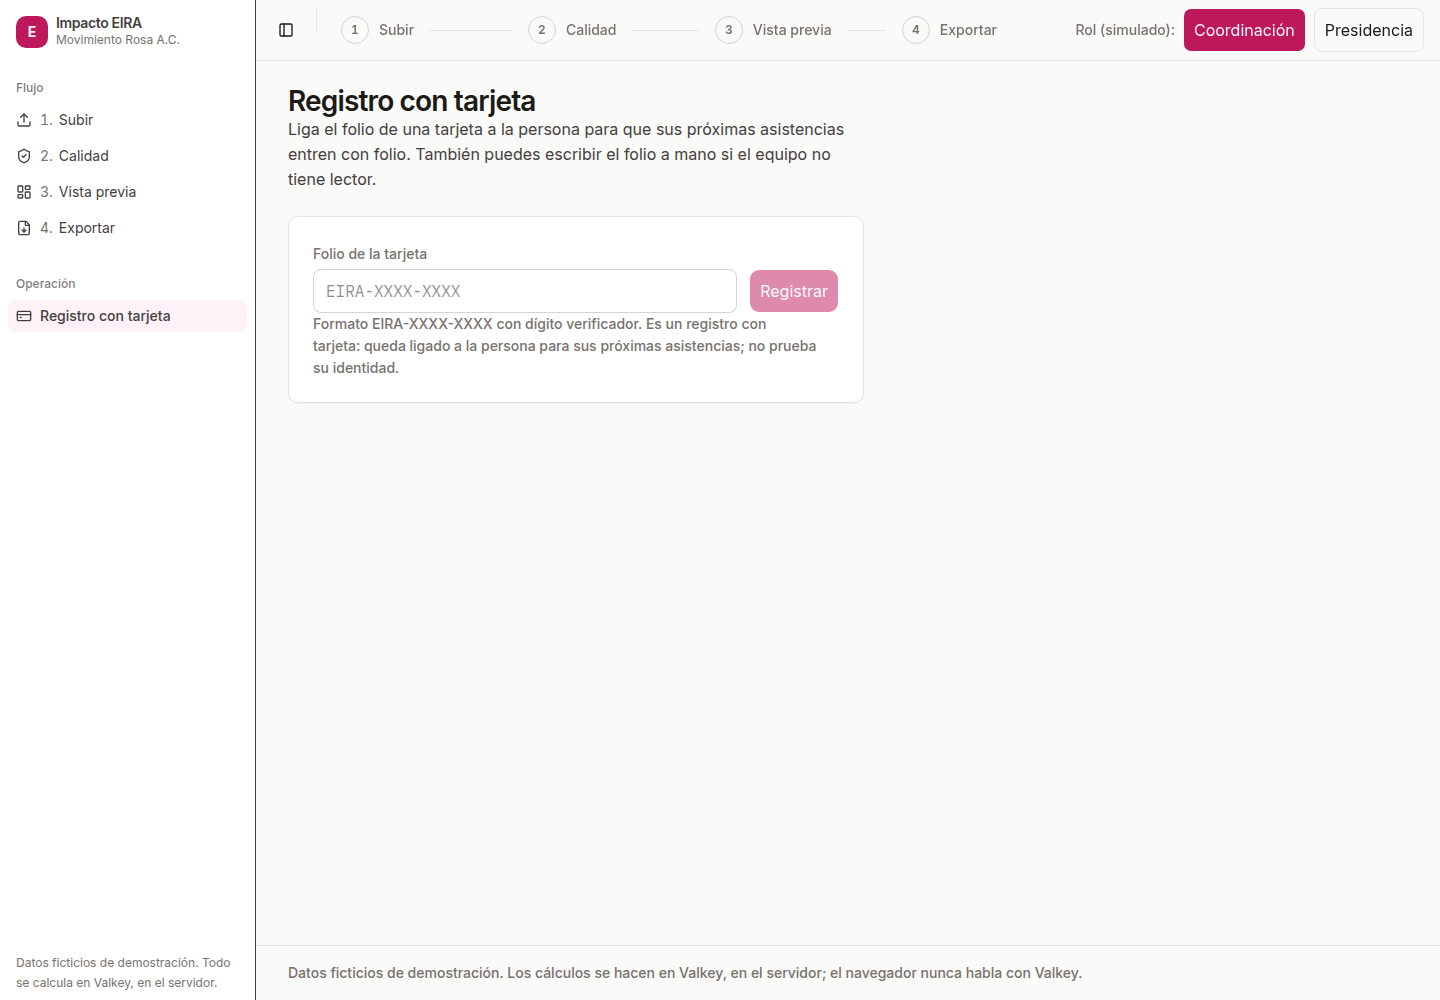 E
Impacto EIRA
Movimiento Rosa A.C.
Flujo
1. Subir
2. Calidad
3. Vista previa
4. Exportar
Operación
Registro con tarjeta
Datos ficticios de demostración. Todo
se calcula en Valkey, en el servidor.
1 Subir
2 Calidad
3 Vista previa
4 Exportar
Rol (simulado):
Coordinación
Presidencia
Registro con tarjeta
Liga el folio de una tarjeta a la persona para que sus próximas asistencias
entren con folio. También puedes escribir el folio a mano si el equipo no
tiene lector.
Folio de la tarjeta
EIRA-XXXX-XXXX
Registrar
Formato EIRA-XXXX-XXXX con dígito verificador. Es un registro con
tarjeta: queda ligado a la persona para sus próximas asistencias; no prueba
su identidad.
Datos ficticios de demostración. Los cálculos se hacen en Valkey, en el servidor; el navegador nunca habla con Valkey.